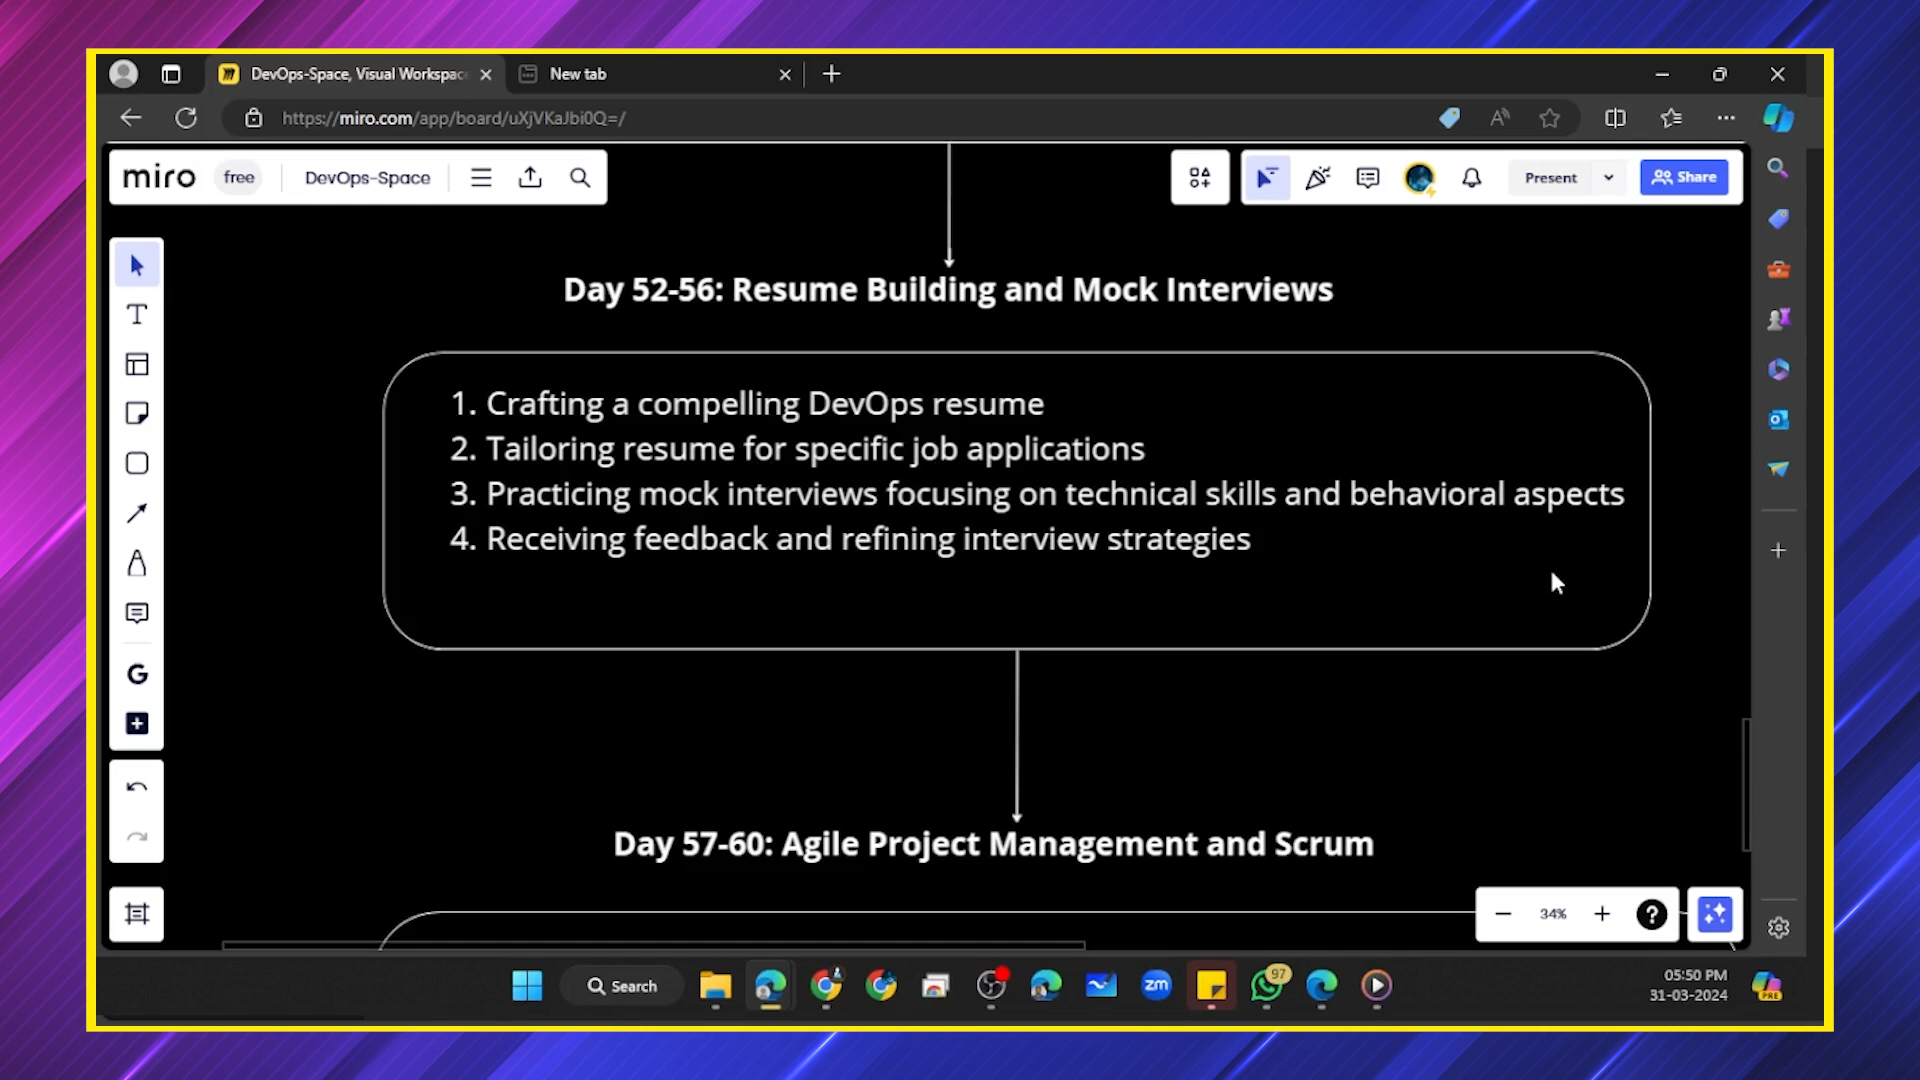 DevOps-Space, Visual Workspac
New tab
https://miro.com/app/board/uXjVKaJbi0Q=/
miro
free
DevOps-Space
Present
Share
Day 52-56: Resume Building and Mock Interviews
1. Crafting a compelling DevOps resume
2. Tailoring resume for specific job applications
3. Practicing mock interviews focusing on technical skills and behavioral aspects
4. Receiving feedback and refining interview strategies
Day 57-60: Agile Project Management and Scrum
34%
Search
zm
97
05:50 PM
31-03-2024
PRE